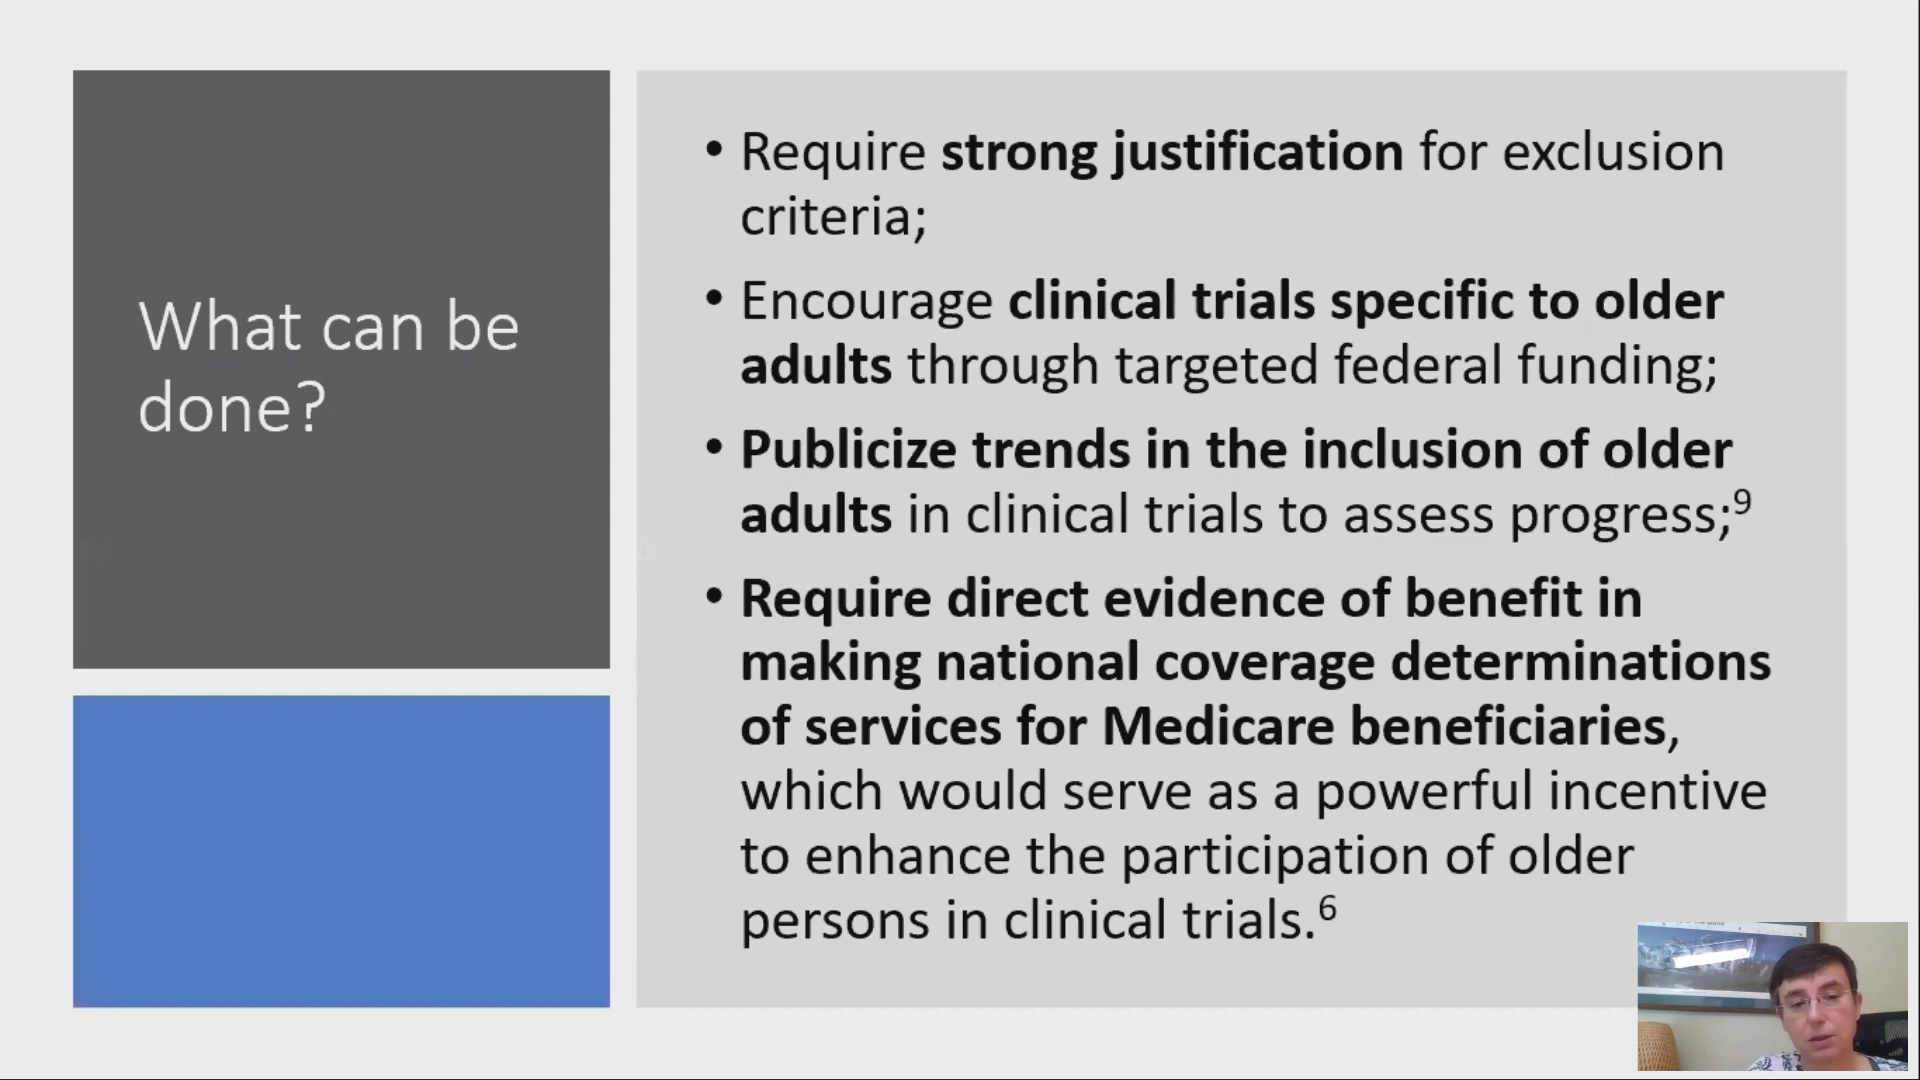 What can be
done?
• Require strong justification for exclusion
criteria;
• Encourage clinical trials specific to older
adults through targeted federal funding;
• Publicize trends in the inclusion of older
adults in clinical trials to assess progress;9
• Require direct evidence of benefit in
making national coverage determinations
of services for Medicare beneficiaries,
which would serve as a powerful incentive
to enhance the participation of older
persons in clinical trials.6